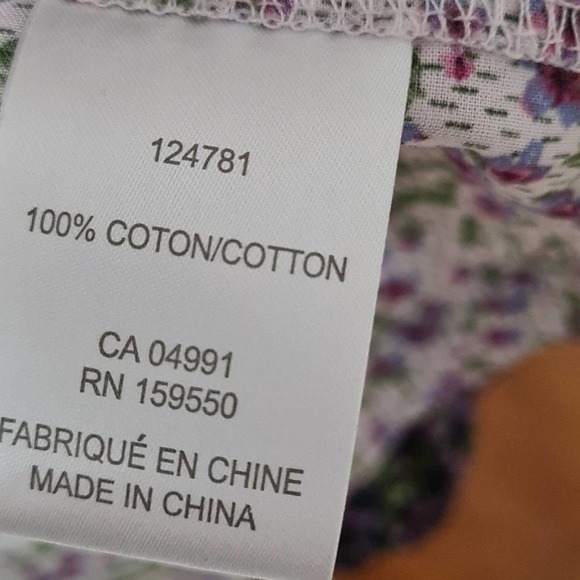 124781
100% COTON/COTTON
CA 04991
RN 159550
FABRIQUÉ EN CHINE
MADE IN CHINA